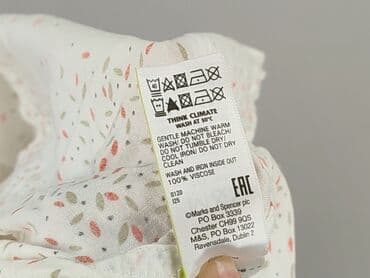 THINK CLIMATE
WASH AT 30°C
GENTLE MACHINE WARM
WASH/ DO NOT BLEACH/
DO NOT TUMBLE DRY/
COOL IRON/ DO NOT DRY
CLEAN
WASH AND IRON INSIDE OUT
100% VISCOSE
S120
I25
EAC
©Marks and Spencer plc
PO Box 3339
Chester CH99 9QS
M&S, PO Box 13022
Ravensdale, Dublin 2